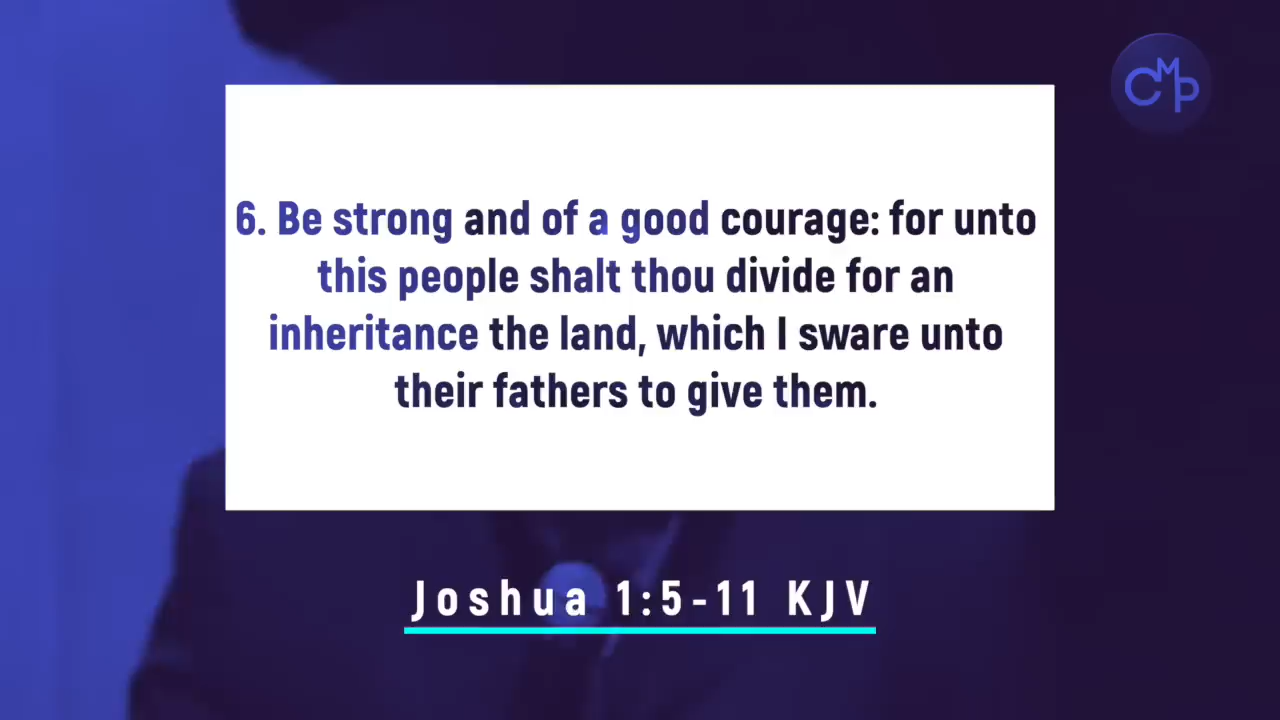 CMP
6. Be strong and of a good courage: for unto
this people shalt thou divide for an
inheritance the land, which I sware unto
their fathers to give them.
Joshua 1:5-11 KJV